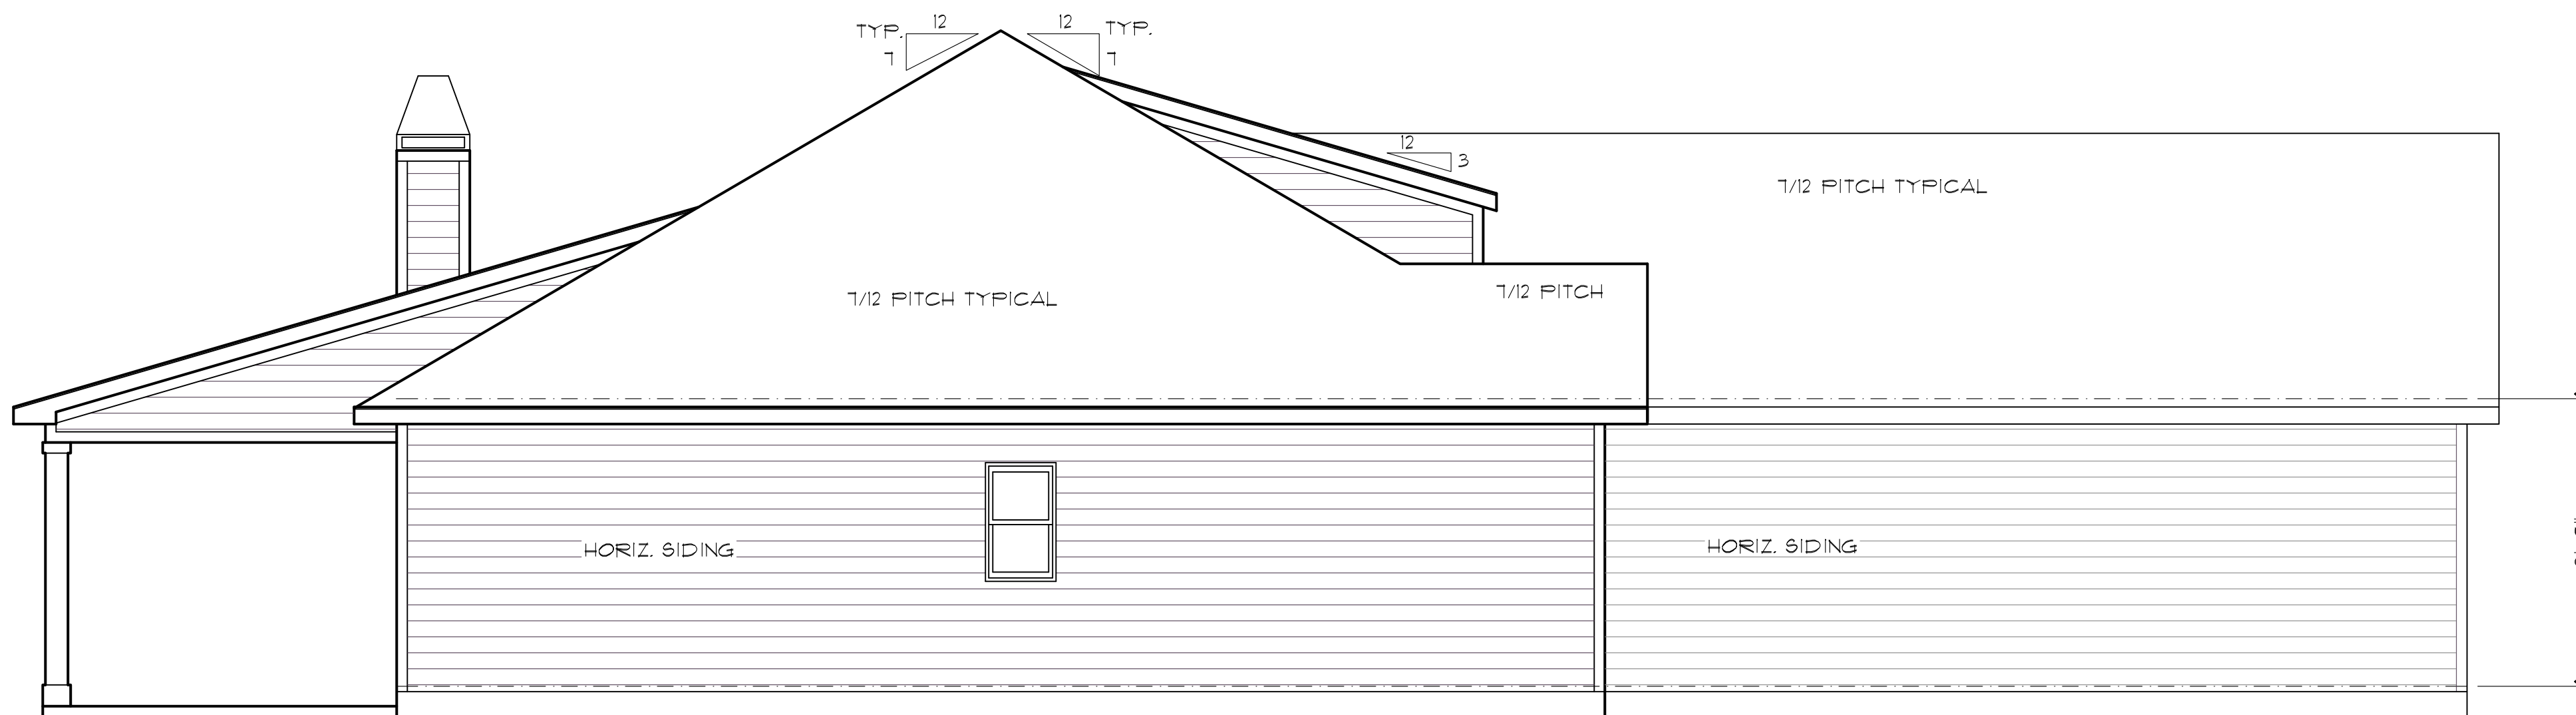 12
12
TYP.
TYP.
7
7
12
3
7/12 PITCH TYPICAL
7/12 PITCH
7/12 PITCH TYPICAL
HORIZ. SIDING
HORIZ. SIDING